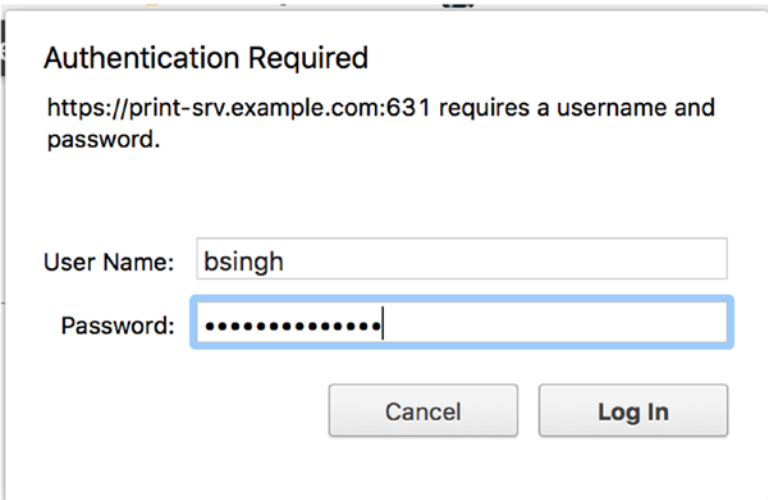 Authentication Required
https://print-srv.example.com:631 requires a username and
password.
User Name: bsingh
Password: ••••••••••••••
Cancel Log In